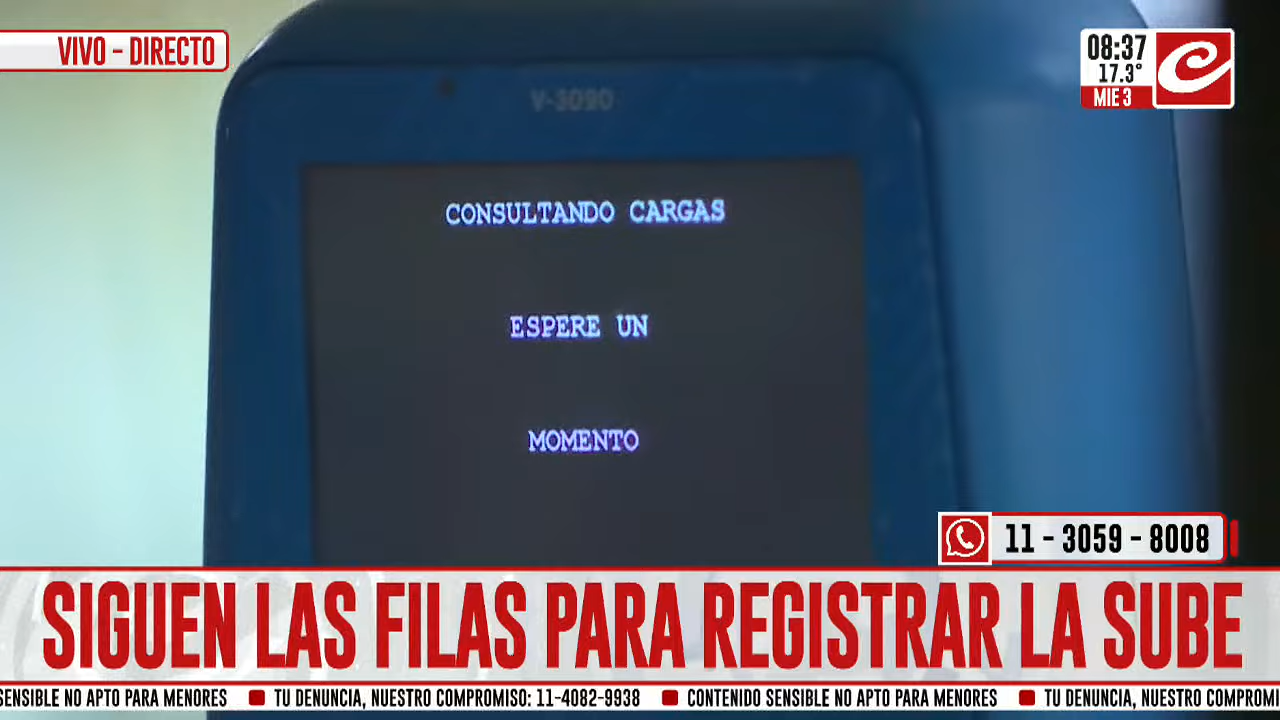 VIVO - DIRECTO
08:37
17.3°
MIE 3
V-3090
CONSULTANDO CARGAS
ESPERE UN
MOMENTO
11 - 3059 - 8008
SIGUEN LAS FILAS PARA REGISTRAR LA SUBE
SENSIBLE NO APTO PARA MENORES ■ TU DENUNCIA, NUESTRO COMPROMISO: 11-4082-9938 ■ CONTENIDO SENSIBLE NO APTO PARA MENORES ■ TU DENUNCIA, NUESTRO